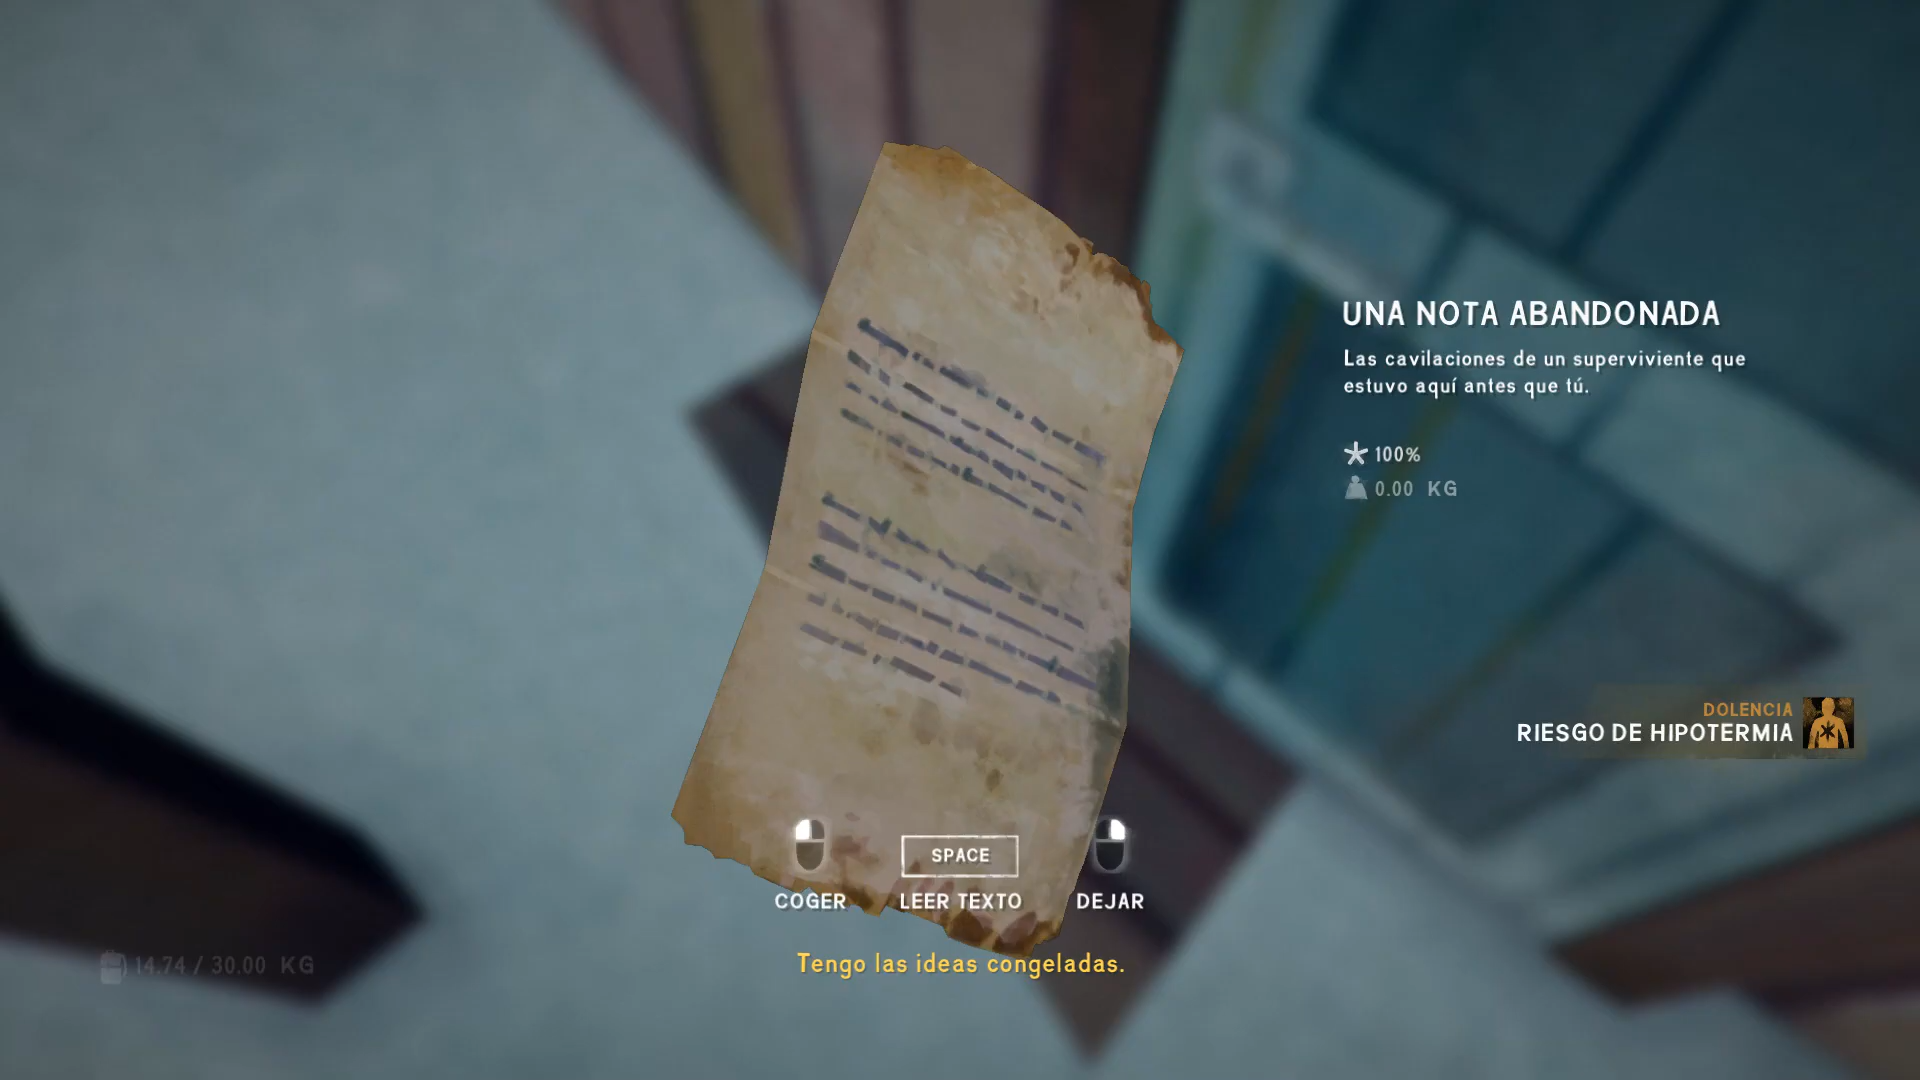 UNA NOTA ABANDONADA
Las cavilaciones de un superviviente que
estuvo aquí antes que tú.
100%
0.00 KG
DOLENCIA
RIESGO DE HIPOTERMIA
SPACE
COGER
LEER TEXTO
DEJAR
14.74 / 30.00 KG
Tengo las ideas congeladas.